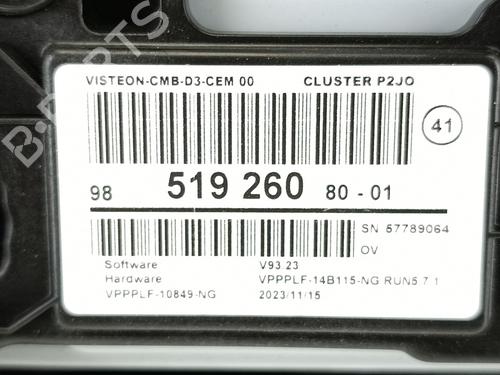 VISTEON-CMB-D3-CEM 00 CLUSTER P2JO
41
98 519 260 80 - 01
SN 57789064
OV
Software V93.23
Hardware VPPPLF-14B115-NG RUN5.7.1
VPPPLF-10849-NG 2023/11/15
B-PARTS